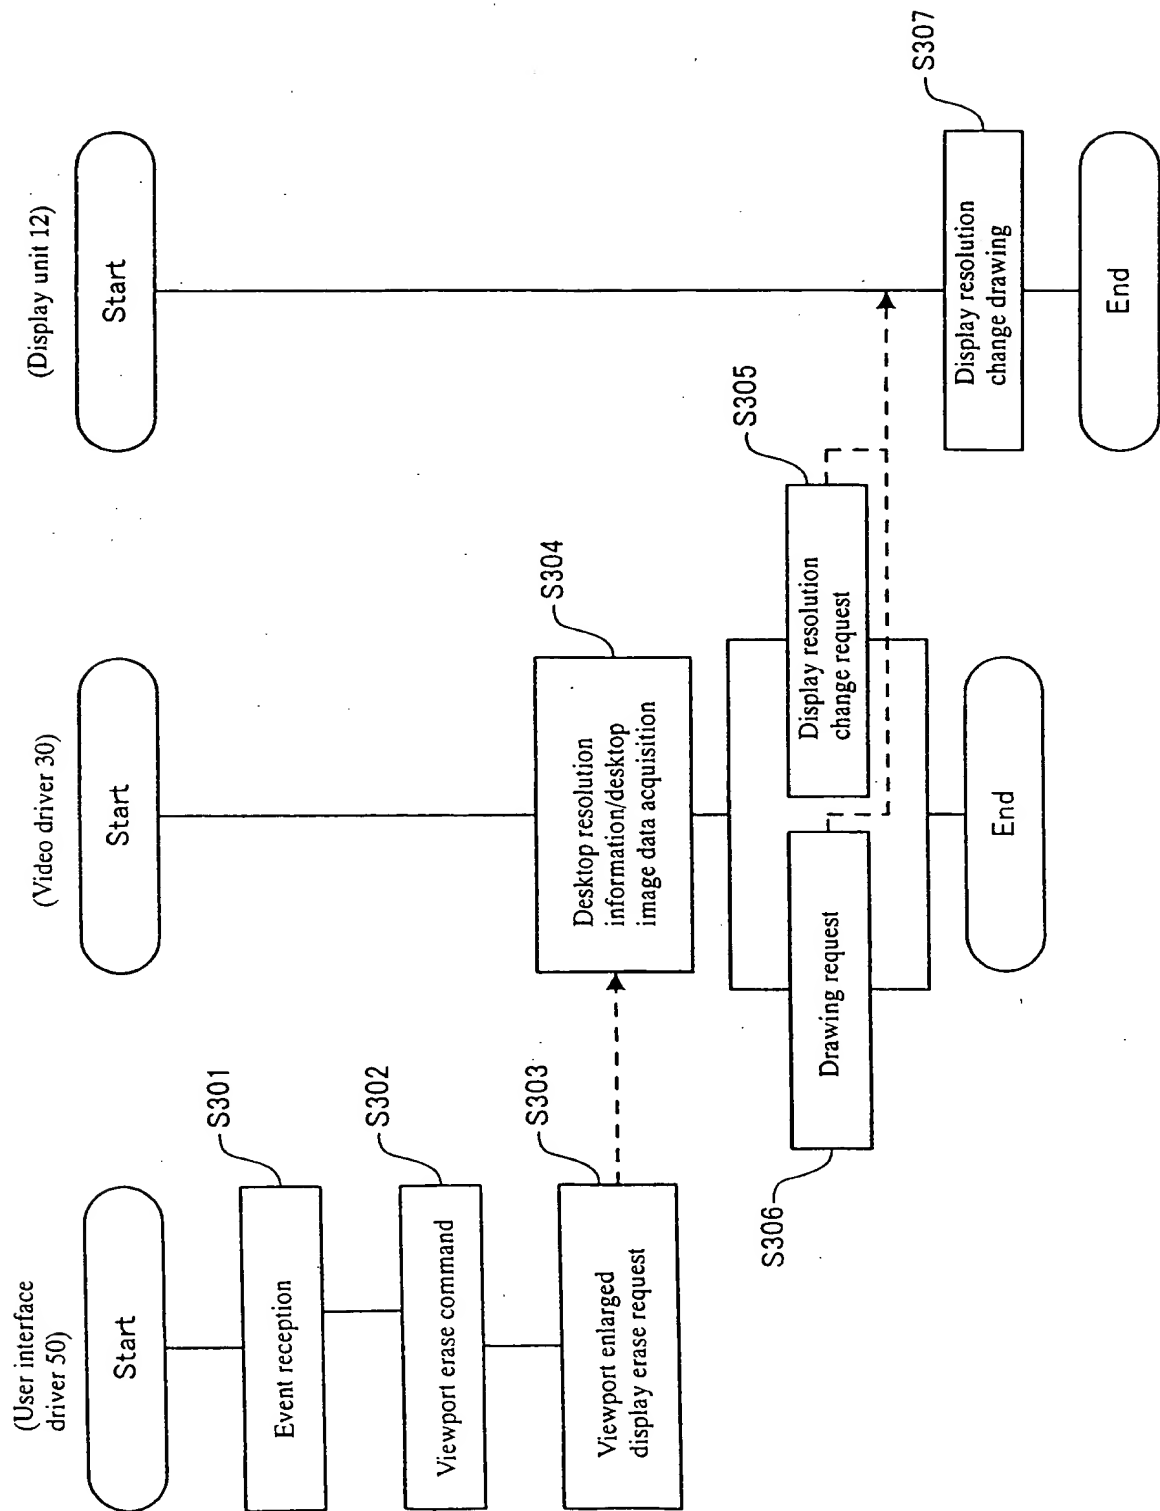 (User interface
driver 50)
Start
S301
Event reception
S302
Viewport erase command
S303
Viewport enlarged
display erase request
(Video driver 30)
Start
S304
Desktop resolution
information/desktop
image data acquisition
S306
Drawing request
S305
Display resolution
change request
End
(Display unit 12)
Start
S307
Display resolution
change drawing
End